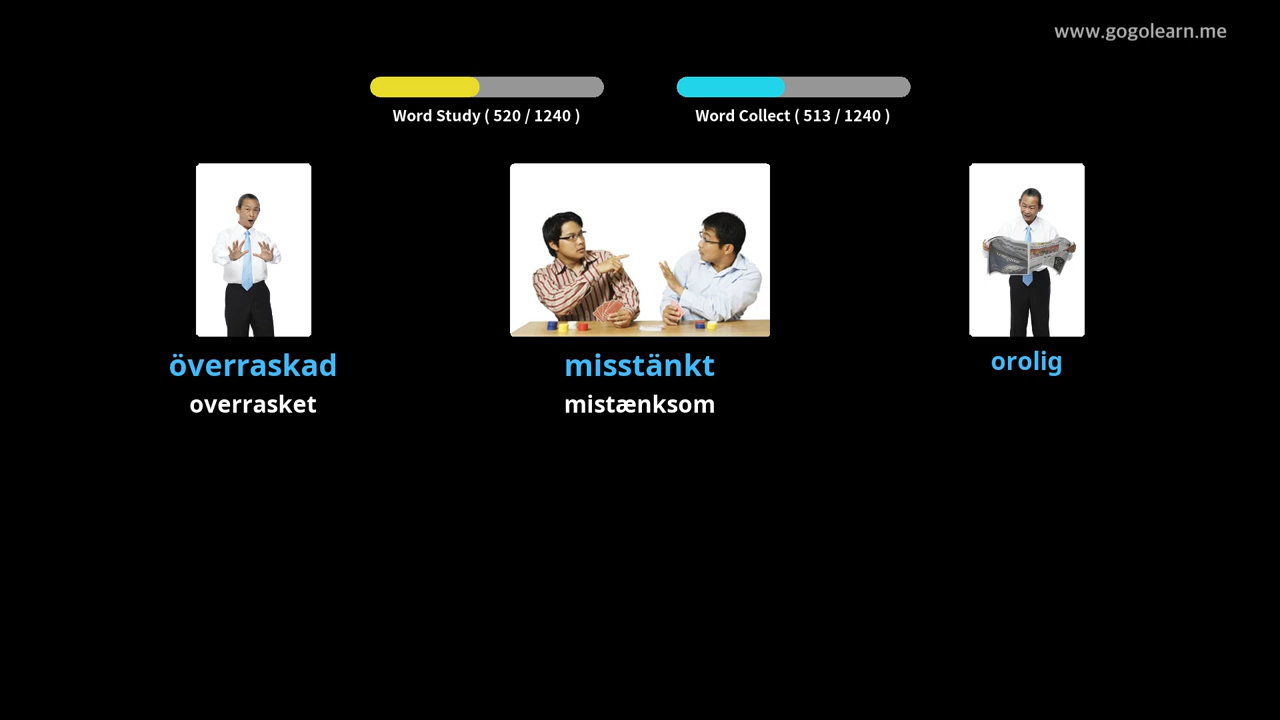 www.gogolearn.me
Word Study ( 520 / 1240 )
Word Collect ( 513 / 1240 )
överraskad
overrasket
misstänkt
mistænksom
orolig